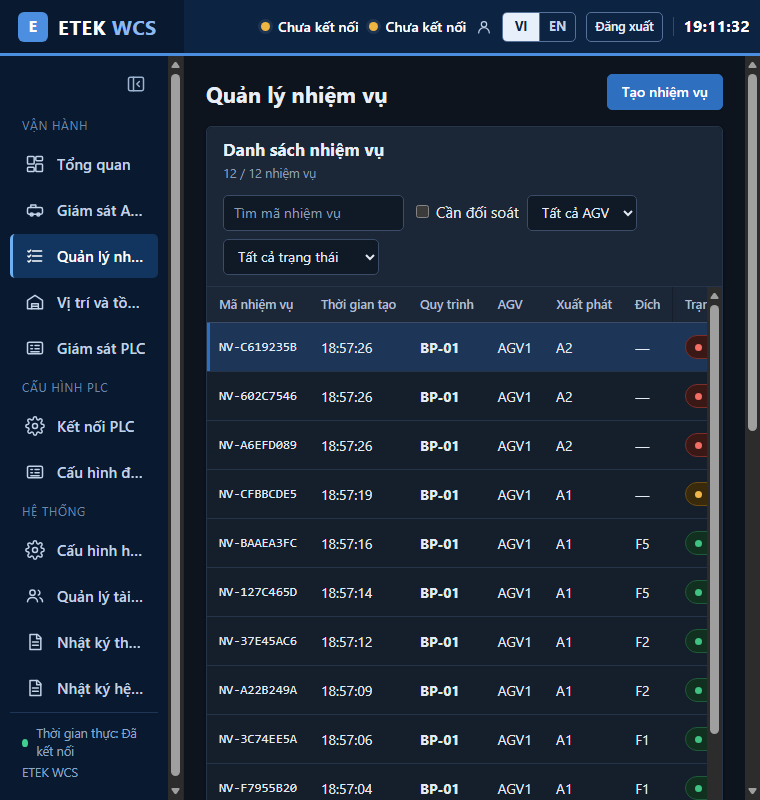 E ETEK WCS Chưa kết nối Chưa kết nối VI EN Đăng xuất 19:11:32
VẬN HÀNH
Tổng quan
Giám sát A...
Quản lý nh...
Vị trí và tồ...
Giám sát PLC
CẤU HÌNH PLC
Kết nối PLC
Cấu hình đ...
HỆ THỐNG
Cấu hình h...
Quản lý tài...
Nhật ký th...
Nhật ký hệ...
Thời gian thực: Đã
kết nối
ETEK WCS
Quản lý nhiệm vụ Tạo nhiệm vụ
Danh sách nhiệm vụ
12 / 12 nhiệm vụ
Tìm mã nhiệm vụ Cần đối soát Tất cả AGV
Tất cả trạng thái
Mã nhiệm vụ Thời gian tạo Quy trình AGV Xuất phát Đích Trạn
NV-C619235B 18:57:26 BP-01 AGV1 A2 —
NV-602C7546 18:57:26 BP-01 AGV1 A2 —
NV-A6EFD089 18:57:26 BP-01 AGV1 A2 —
NV-CFBBCDE5 18:57:19 BP-01 AGV1 A1 —
NV-BAAEA3FC 18:57:16 BP-01 AGV1 A1 F5
NV-127C465D 18:57:14 BP-01 AGV1 A1 F5
NV-37E45AC6 18:57:12 BP-01 AGV1 A1 F2
NV-A22B249A 18:57:09 BP-01 AGV1 A1 F2
NV-3C74EE5A 18:57:06 BP-01 AGV1 A1 F1
NV-F7955B20 18:57:04 BP-01 AGV1 A1 F1